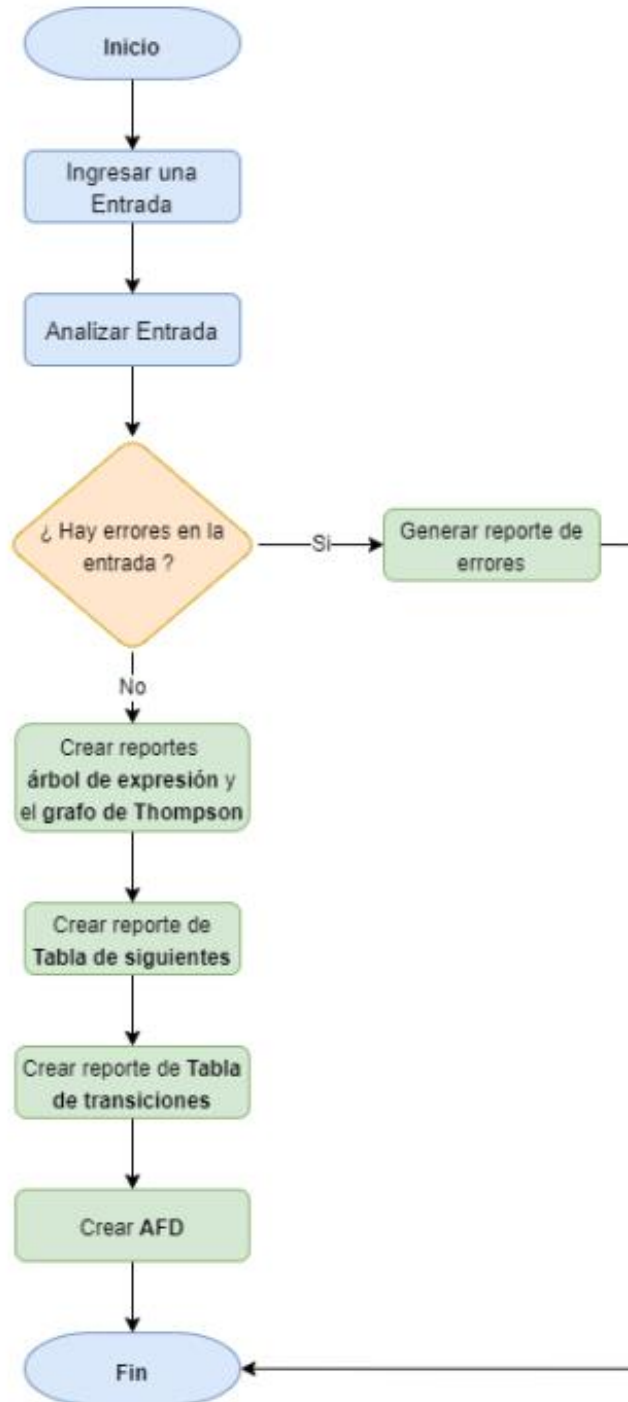 Inicio
Ingresar una
Entrada
Analizar Entrada
¿ Hay errores en la
entrada ?
Si
Generar reporte de
errores
No
Crear reportes
árbol de expresión y
el grafo de Thompson
Crear reporte de
Tabla de siguientes
Crear reporte de Tabla
de transiciones
Crear AFD
Fin